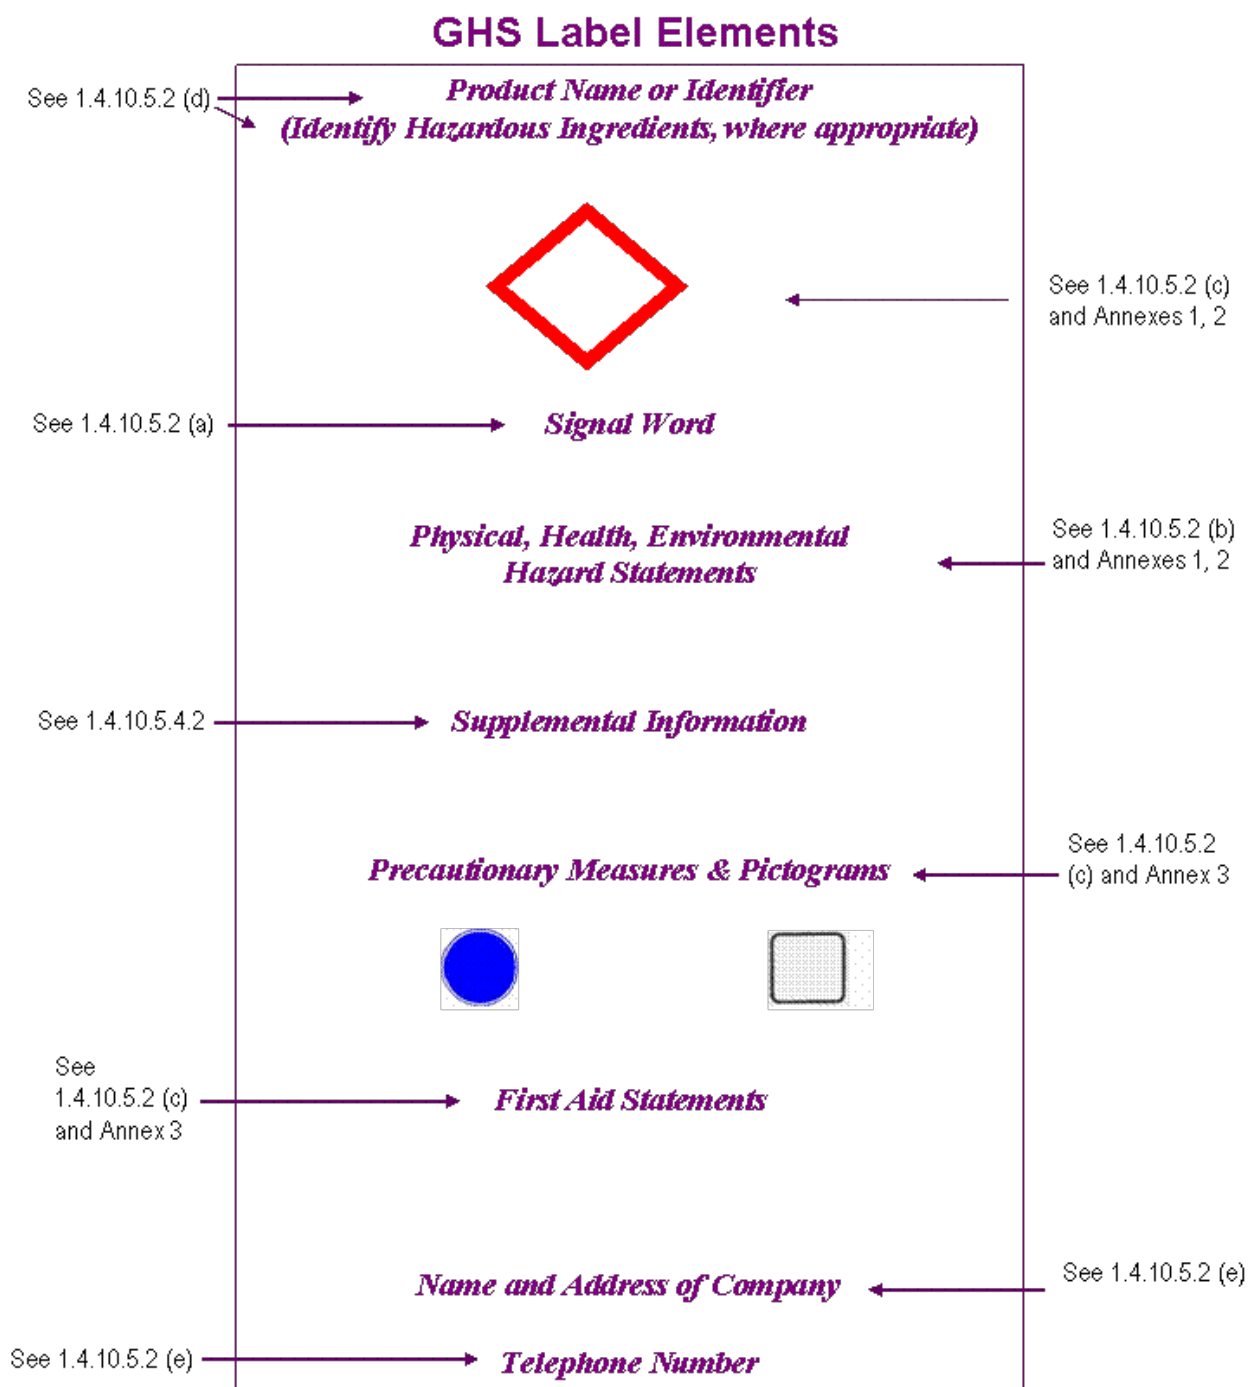 GHS Label Elements
See 1.4.10.5.2 (d)
Product Name or Identifier
(Identify Hazardous Ingredients, where appropriate)
See 1.4.10.5.2 (c)
and Annexes 1, 2
See 1.4.10.5.2 (a)
Signal Word
Physical, Health, Environmental
Hazard Statements
See 1.4.10.5.2 (b)
and Annexes 1, 2
See 1.4.10.5.4.2
Supplemental Information
Precautionary Measures & Pictograms
See 1.4.10.5.2
(c) and Annex 3
See
1.4.10.5.2 (c)
and Annex 3
First Aid Statements
Name and Address of Company
See 1.4.10.5.2 (e)
See 1.4.10.5.2 (e)
Telephone Number